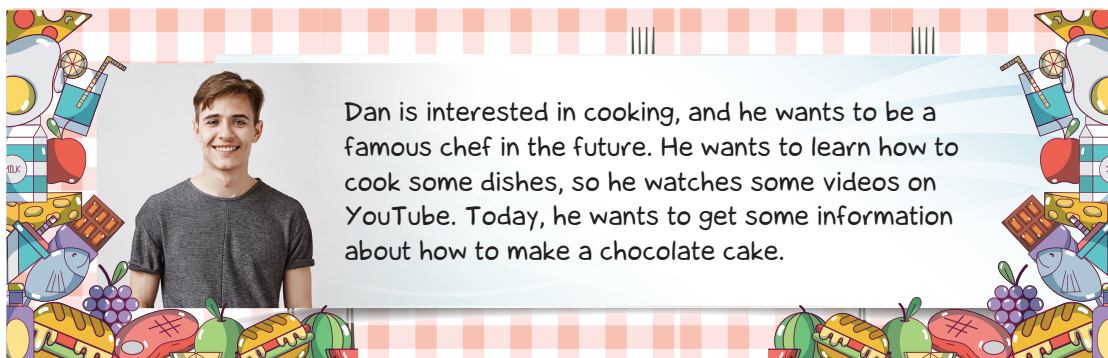 Dan is interested in cooking, and he wants to be a
famous chef in the future. He wants to learn how to
cook some dishes, so he watches some videos on
YouTube. Today, he wants to get some information
about how to make a chocolate cake.
MILK